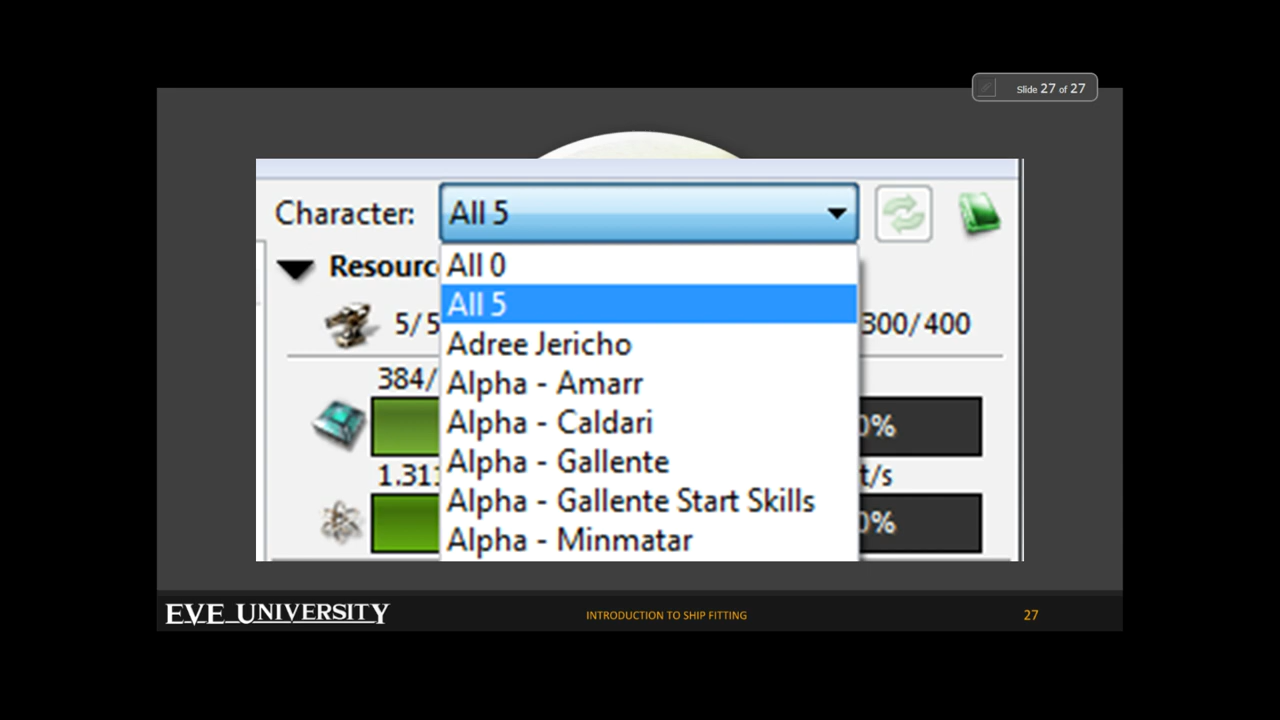 Slide 27 of 27
Character: All 5
All 0
Resourc
All 5
5/5
300/400
Adree Jericho
384/
Alpha - Amarr
Alpha - Caldari
0%
Alpha - Gallente
1.311
t/s
Alpha - Gallente Start Skills
0%
Alpha - Minmatar
EVE UNIVERSITY
INTRODUCTION TO SHIP FITTING
27